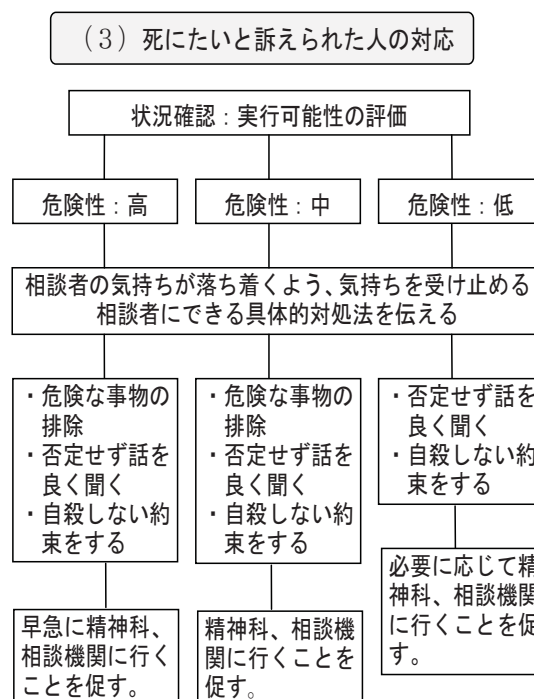 （3）死にたいと訴えられた人の対応
状況確認：実行可能性の評価
危険性：高
危険性：中
危険性：低
相談者の気持ちが落ち着くよう、気持ちを受け止める
相談者にできる具体的対処法を伝える
・危険な事物の
排除
・否定せず話を
良く聞く
・自殺しない約
束をする
・危険な事物の
排除
・否定せず話を
良く聞く
・自殺しない約
束をする
・否定せず話を
良く聞く
・自殺しない約
束をする
早急に精神科、
相談機関に行く
ことを促す。
精神科、相談機
関に行くことを
促す。
必要に応じて精
神科、相談機関
に行くことを促
す。